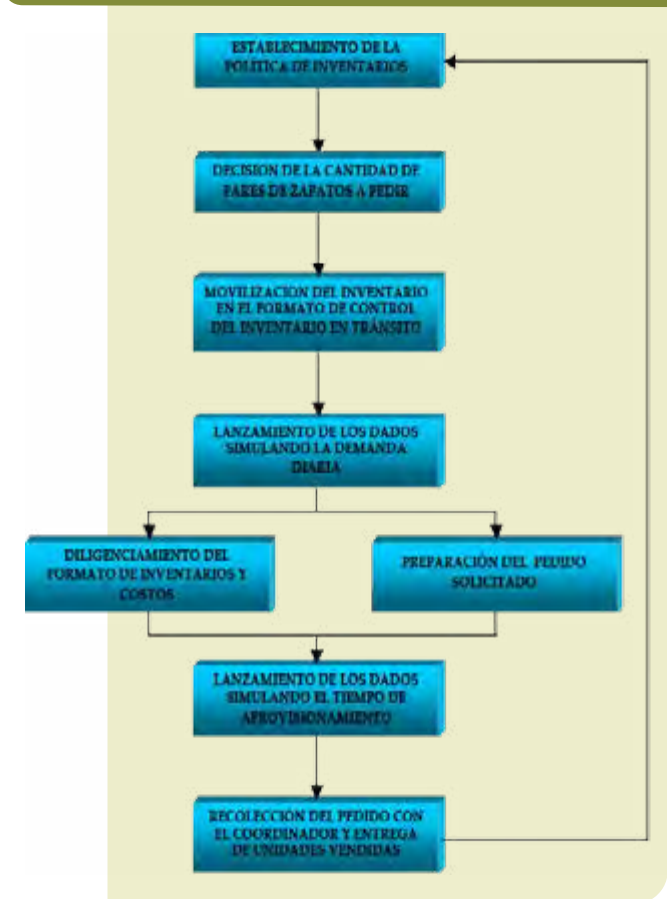 ESTABLECIMIENTO DE LA
POLÍTICA DE INVENTARIOS
DECISIÓN DE LA CANTIDAD DE
PARES DE ZAPATOS A PEDIR
MOVILIZACIÓN DEL INVENTARIO
EN EL FORMATO DE CONTROL
DEL INVENTARIO EN TRÁNSITO
LANZAMIENTO DE LOS DADOS
SIMULANDO LA DEMANDA
DIARIA
DILIGENCIAMIENTO DEL
FORMATO DE INVENTARIOS Y
COSTOS
PREPARACIÓN DEL PEDIDO
SOLICITADO
LANZAMIENTO DE LOS DADOS
SIMULANDO EL TIEMPO DE
APROVISIONAMIENTO
RECOLECCIÓN DEL PEDIDO CON
EL COORDINADOR Y ENTREGA
DE UNIDADES VENDIDAS